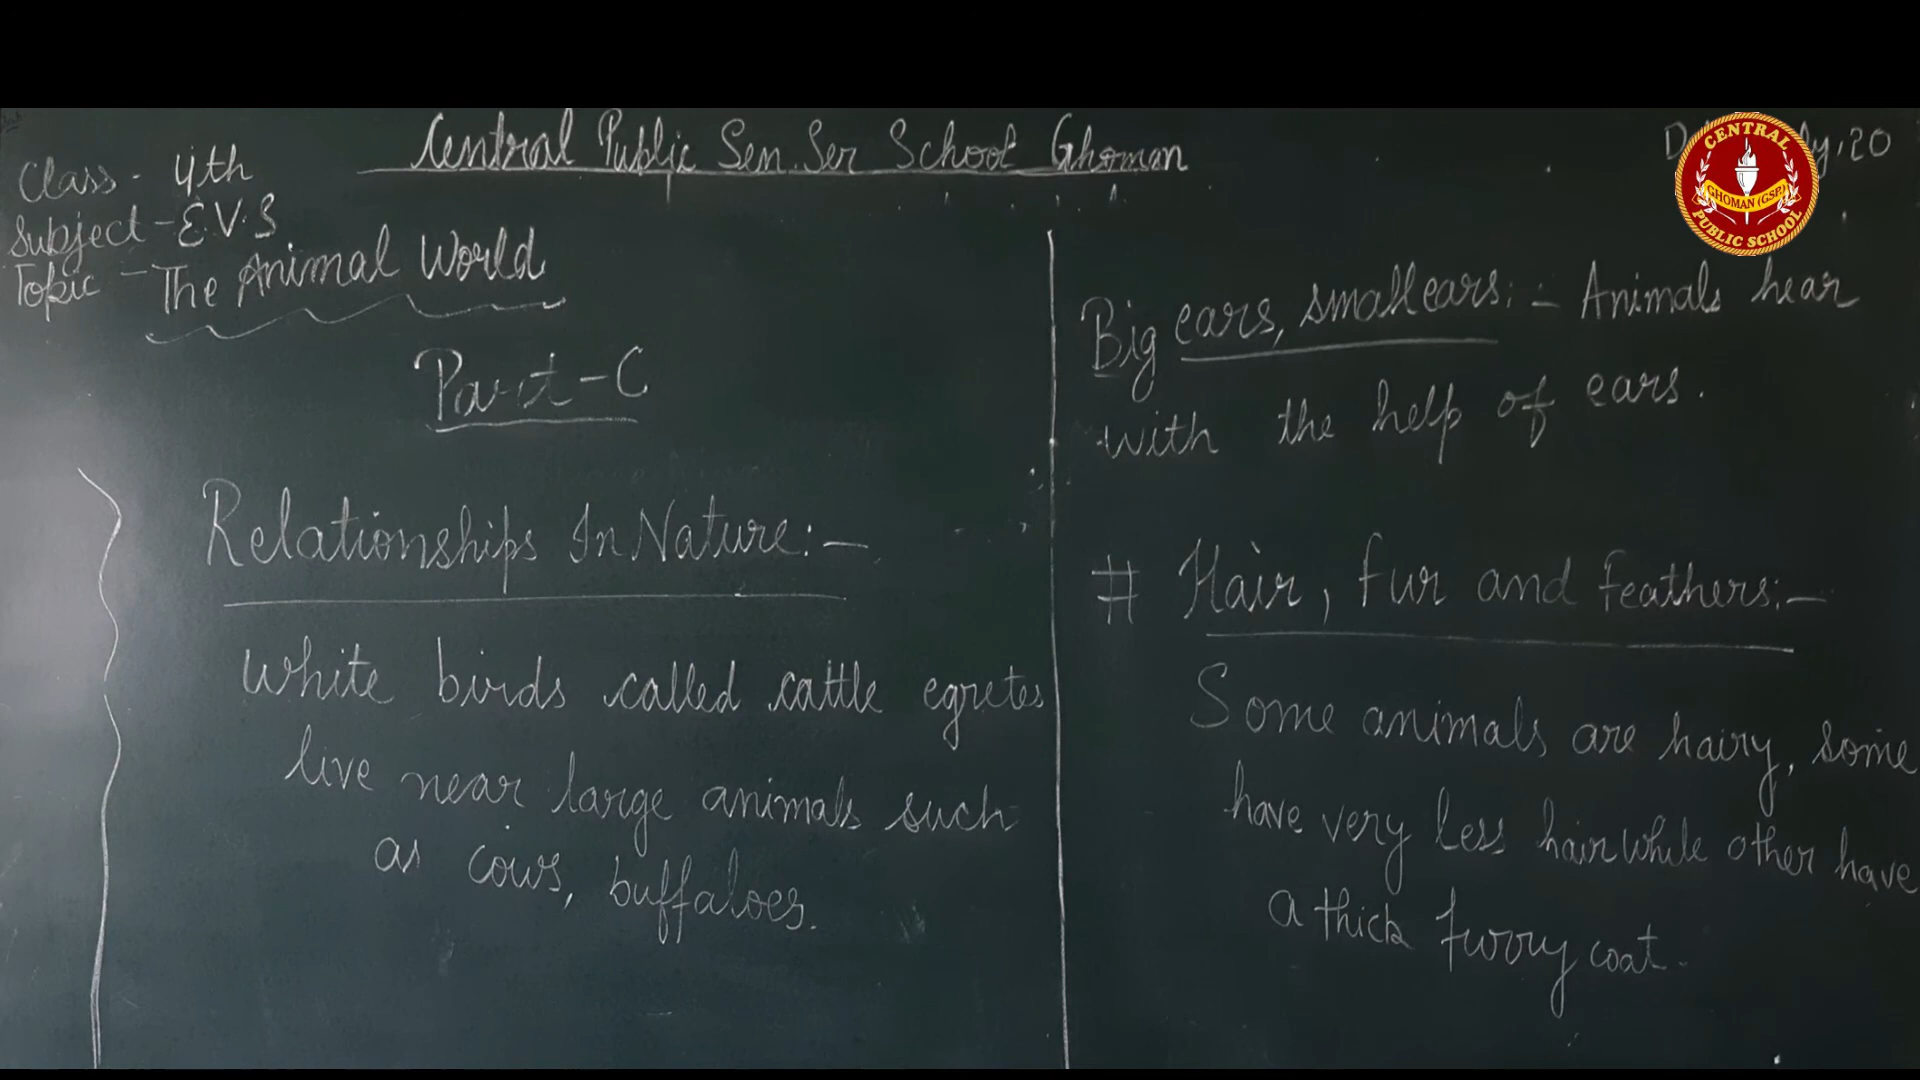 Central Public Sen. Ser School Ghoman
Class - 4th
Subject - E.V.S
Topic - The Animal World
Part-C
Relationships In Nature:-
White birds called cattle egretes
live near large animals such
as cows, buffaloes.
20
CENTRAL
GHOMAN (GSP.)
PUBLIC SCHOOL
Big ears, small ears:- Animals hear
with the help of ears.
# Hair, fur and feathers:-
Some animals are hairy, some
have very less hair while other have
a thick furry coat.